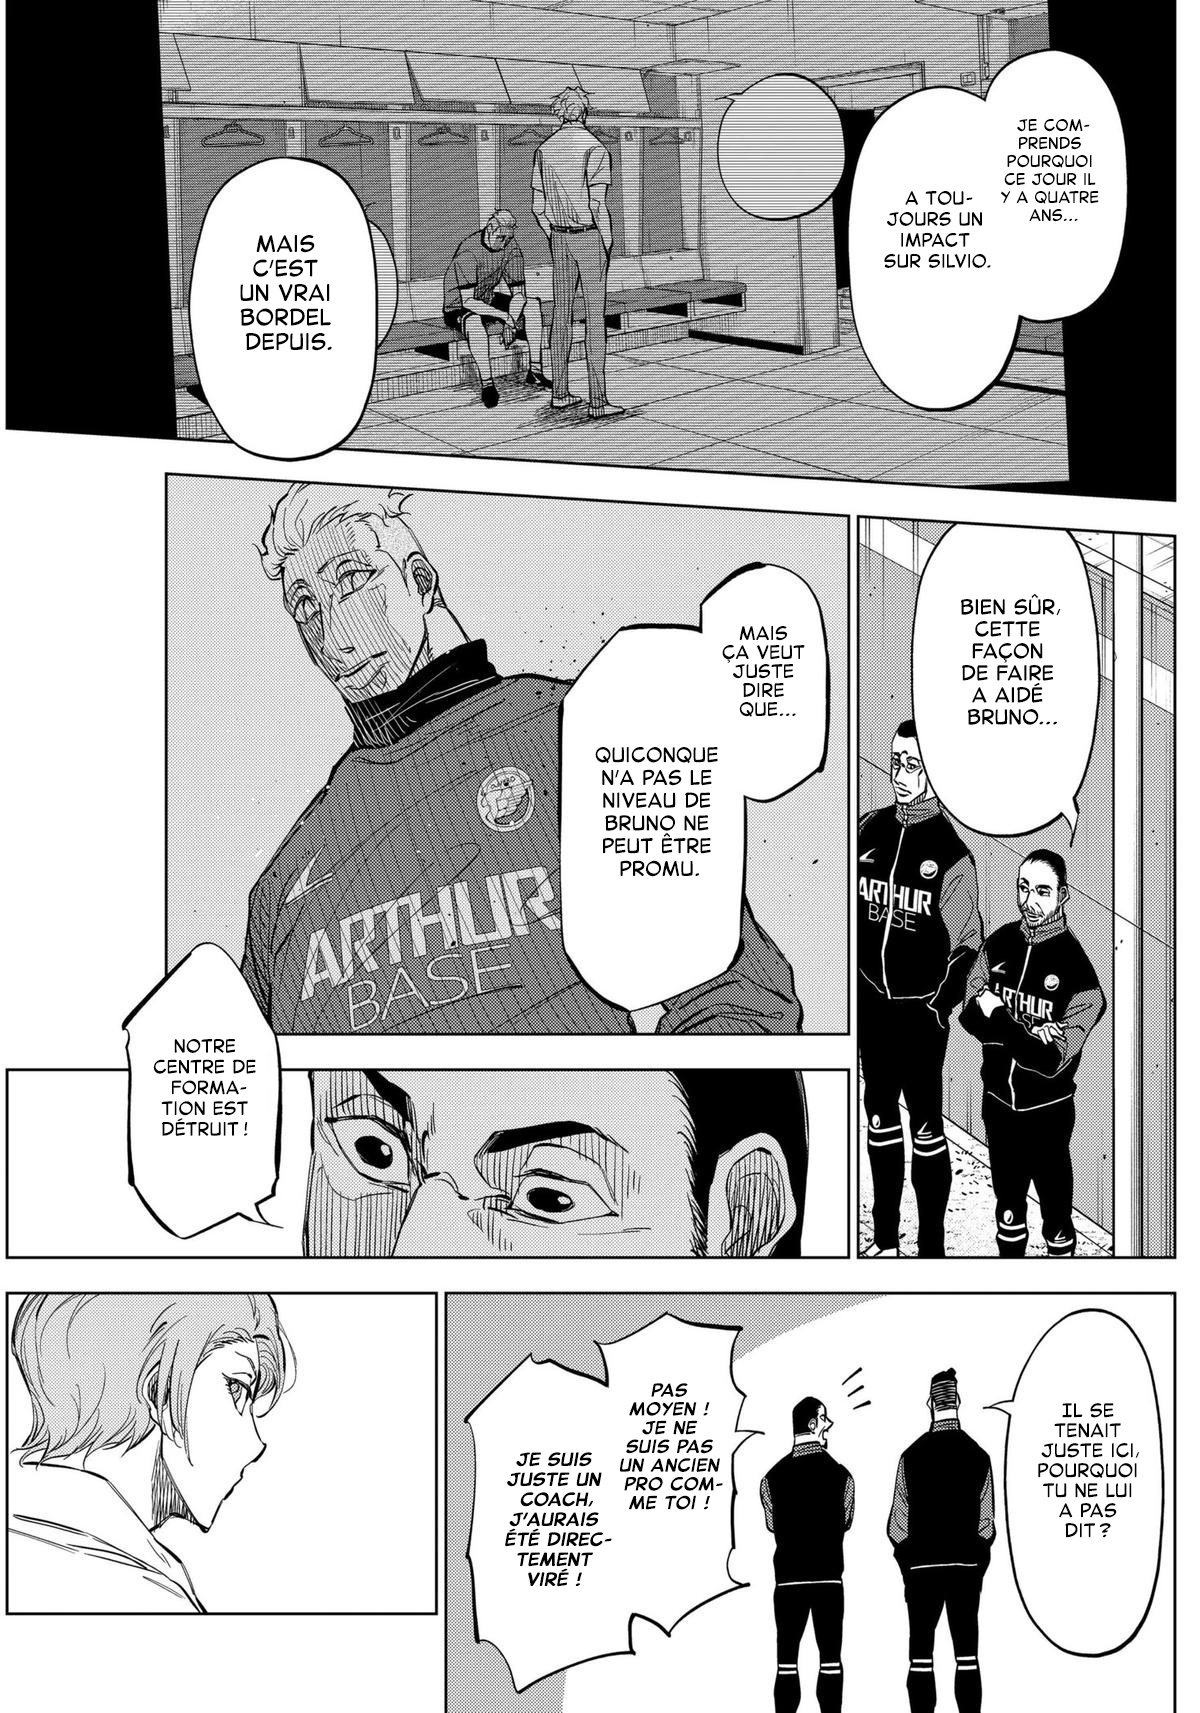 JE COM-
PRENDS
POURQUOI
CE JOUR IL
Y A QUATRE
ANS...
A TOU-
JOURS UN
IMPACT
SUR SILVIO.
MAIS
C'EST
UN VRAI
BORDEL
DEPUIS.
BIEN SÛR,
CETTE
FAÇON
DE FAIRE
A AIDÉ
BRUNO...
ARTHUR
BASE
ARTHUR
BASE
MAIS
ÇA VEUT
JUSTE
DIRE
QUE...
QUICONQUE
N'A PAS LE
NIVEAU DE
BRUNO NE
PEUT ÊTRE
PROMU.
ARTHUR
BASE
NOTRE
CENTRE DE
FORMA-
TION EST
DÉTRUIT !
IL SE
TENAIT
JUSTE ICI,
POURQUOI
TU NE LUI
A PAS
DIT ?
PAS
MOYEN !
JE NE
SUIS PAS
UN ANCIEN
PRO COM-
ME TOI !
JE SUIS
JUSTE UN
COACH,
J'AURAIS
ÉTÉ DIREC-
TEMENT
VIRÉ !